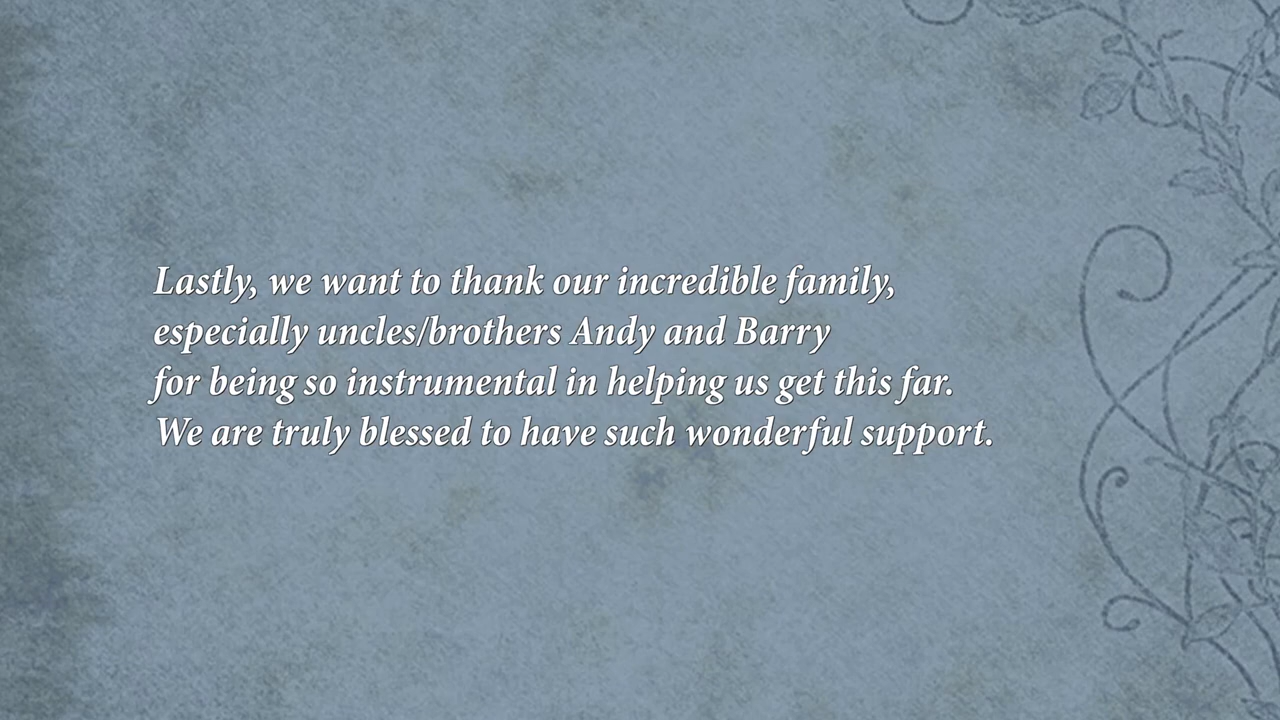 Lastly, we want to thank our incredible family,
especially uncles/brothers Andy and Barry
for being so instrumental in helping us get this far.
We are truly blessed to have such wonderful support.